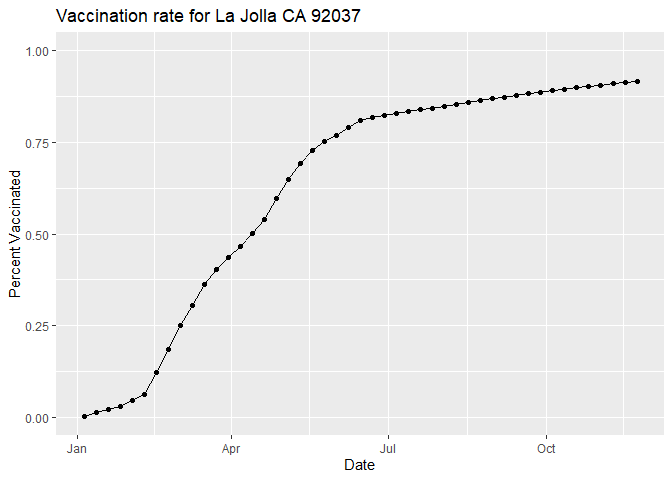 Vaccination rate for La Jolla CA 92037
1.00
0.75
0.50
0.25
0.00
Percent Vaccinated
Jan Apr Jul Oct
Date